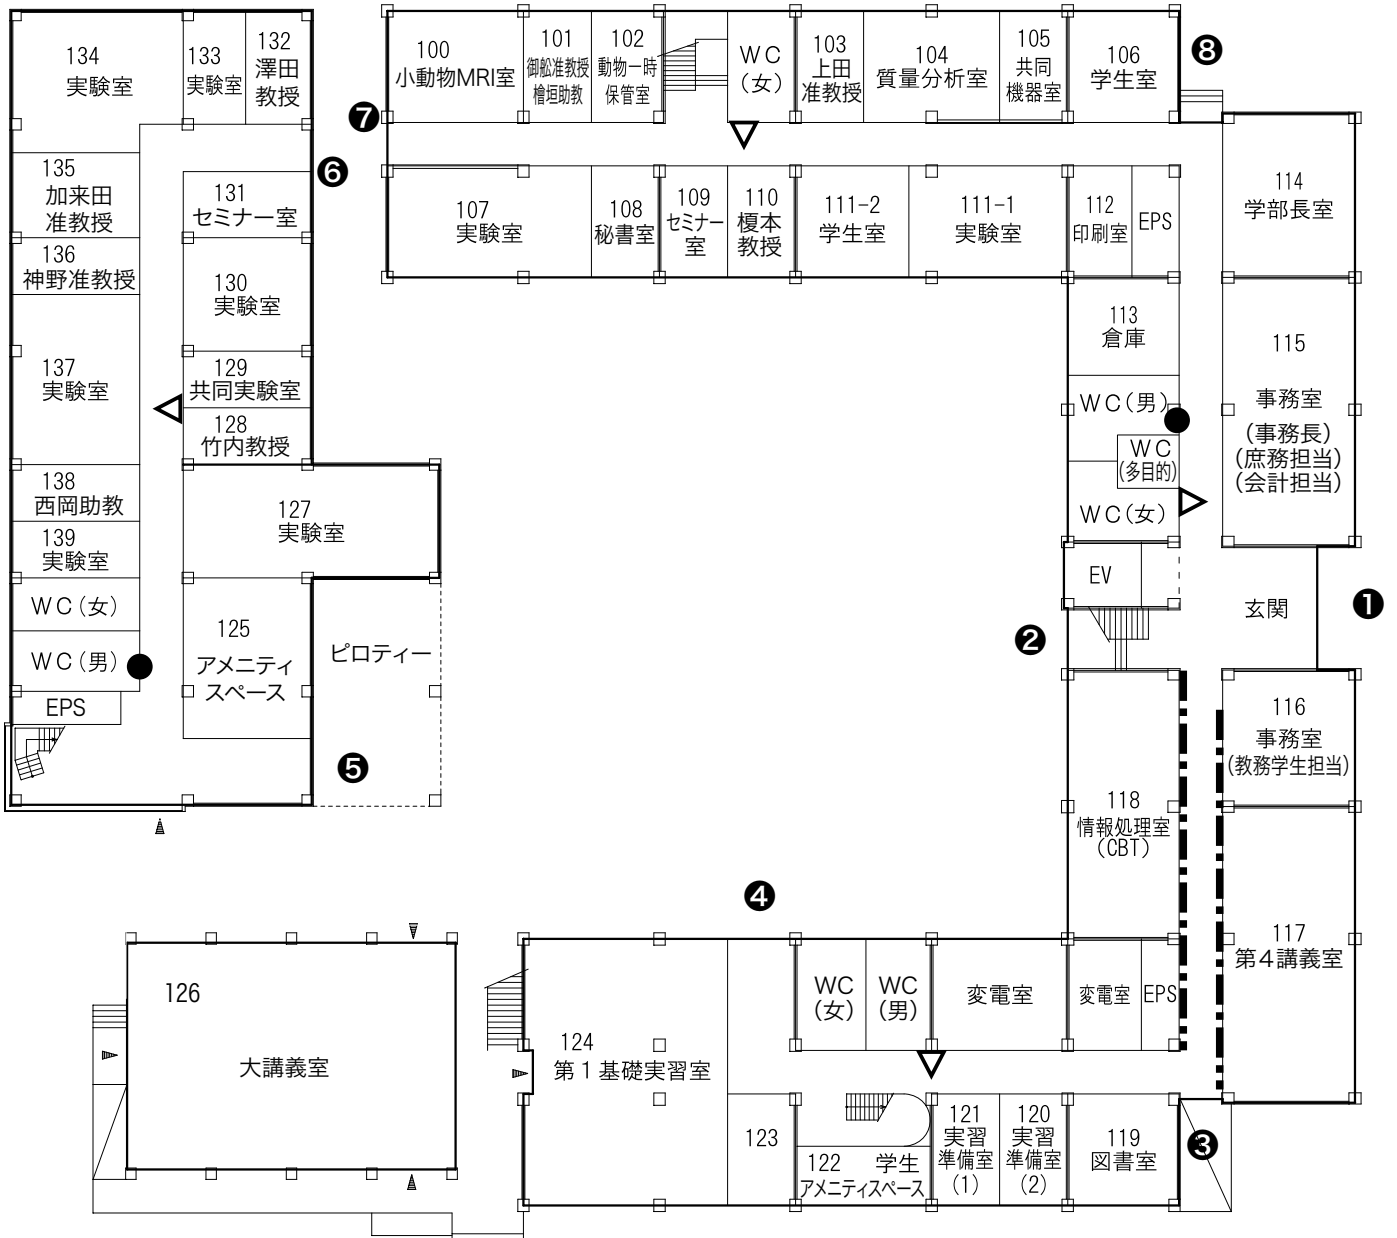 134
実験室
133
実験室
132
澤田
教授
135
加来田
准教授
136
神野准教授
131
セミナー室
130
実験室
137
実験室
129
共同実験室
128
竹内教授
138
西岡助教
139
実験室
127
実験室
WC(女)
WC(男)
EPS
125
アメニティ
スペース
ピロティー
❺
❻
❼
100
小動物MRI室
101
御舩准教授
檜垣助教
102
動物一時
保管室
WC
(女)
103
上田
准教授
104
質量分析室
105
共同
機器室
106
学生室
❽
107
実験室
108
秘書室
109
セミナー
室
110
榎本
教授
111-2
学生室
111-1
実験室
112
印刷室
EPS
114
学部長室
113
倉庫
115
事務室
(事務長)
(庶務担当)
(会計担当)
WC(男)
WC
(多目的)
WC(女)
EV
玄関
❶
❷
116
事務室
(教務学生担当)
118
情報処理室
(CBT)
117
第4講義室
❹
126
大講義室
124
第1基礎実習室
WC
(女)
WC
(男)
変電室
変電室
EPS
123
122 学生
アメニティスペース
121
実習
準備室
(1)
120
実習
準備室
(2)
119
図書室
❸